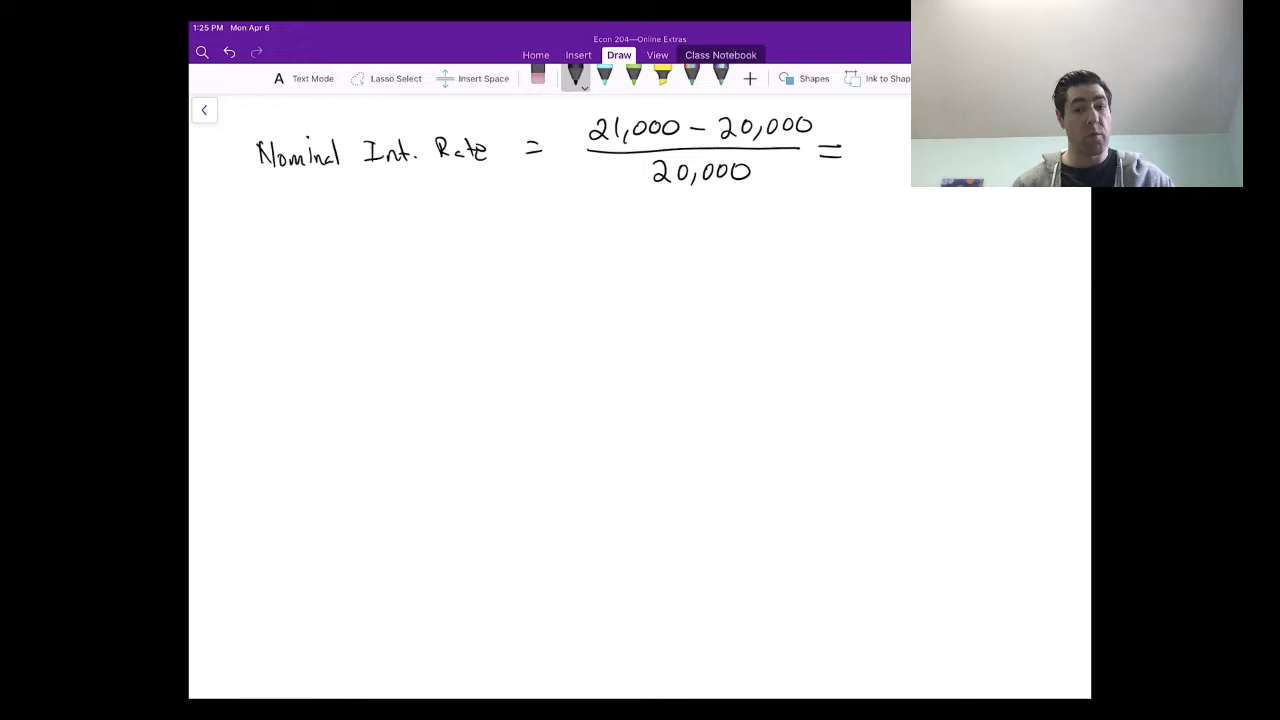 1:25 PM Mon Apr 6
Econ 204—Online Extras
Home Insert Draw View Class Notebook
A Text Mode Lasso Select Insert Space + Shapes Ink to Shap
Nominal Int. Rate = 21,000 - 20,000 =
20,000